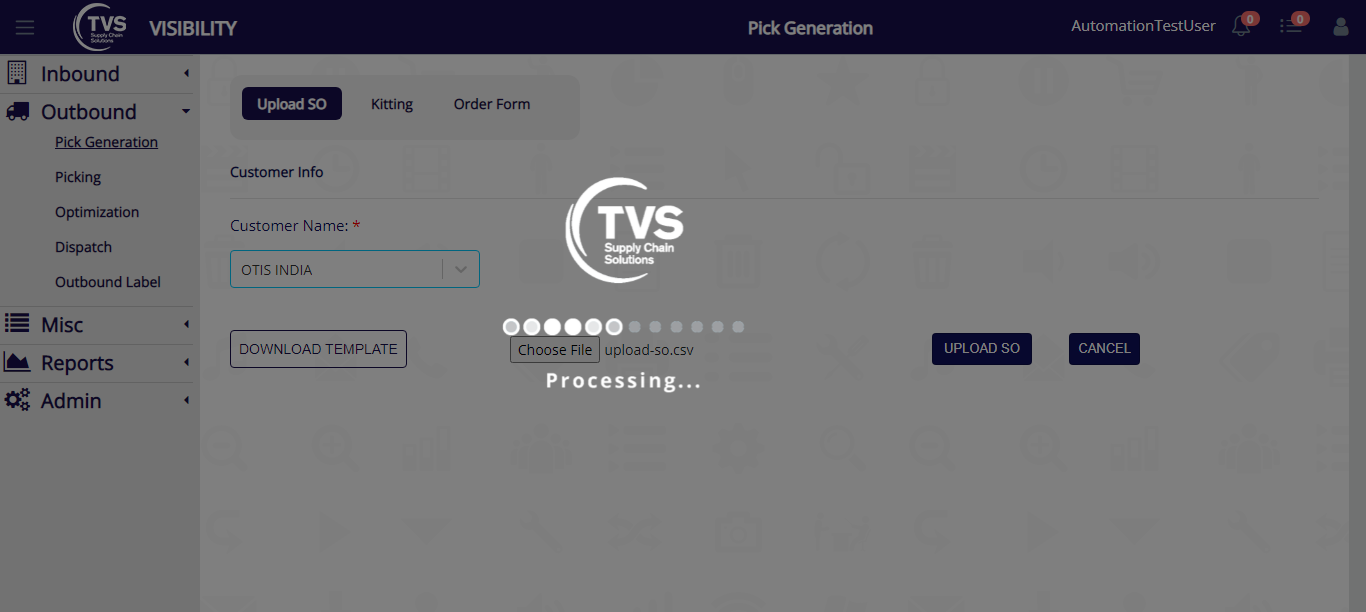 TVS
Supply Chain
Solutions
VISIBILITY
Pick Generation
AutomationTestUser
0
0
Inbound
Outbound
Pick Generation
Picking
Optimization
Dispatch
Outbound Label
Misc
Reports
Admin
Upload SO Kitting Order Form
Customer Info
Customer Name: *
OTIS INDIA
TVS
Supply Chain
Solutions
DOWNLOAD TEMPLATE Choose File upload-so.csv UPLOAD SO CANCEL
Processing...